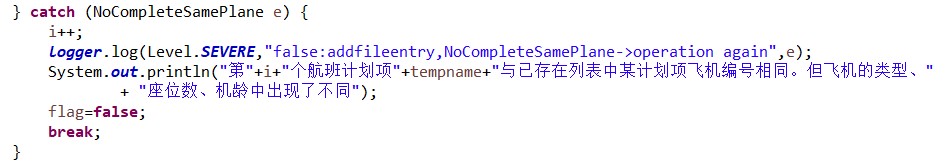 } catch (NoCompleteSamePlane e) {
i++;
logger.log(Level.SEVERE,"false:addfileentry,NoCompleteSamePlane->operation again",e);
System.out.println("第"+i+"个航班计划项"+tempname+"与已存在列表中某计划项飞机编号相同。但飞机的类型、"
+ "座位数、机龄中出现了不同");
flag=false;
break;
}